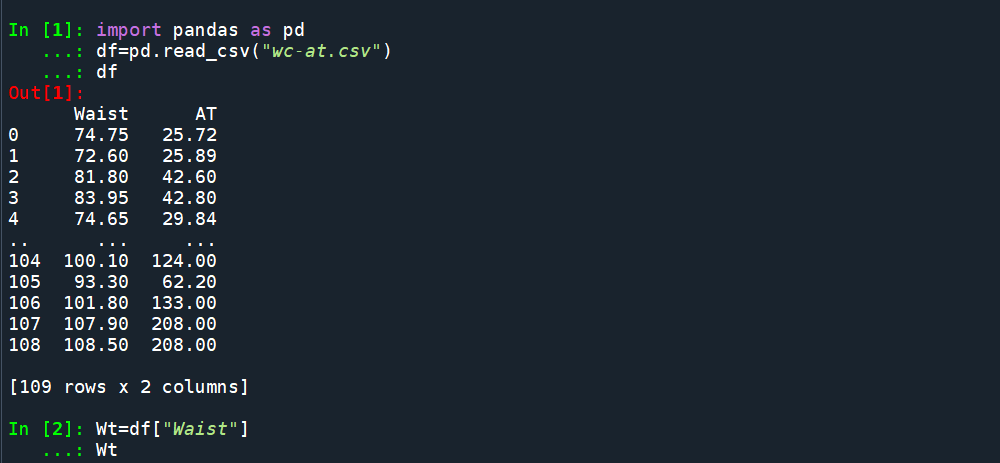 In [1]: import pandas as pd
   ...: df=pd.read_csv("wc-at.csv")
   ...: df
Out[1]:
      Waist      AT
0     74.75   25.72
1     72.60   25.89
2     81.80   42.60
3     83.95   42.80
4     74.65   29.84
..      ...     ...
104  100.10  124.00
105   93.30   62.20
106  101.80  133.00
107  107.90  208.00
108  108.50  208.00
[109 rows x 2 columns]
In [2]: Wt=df["Waist"]
   ...: Wt